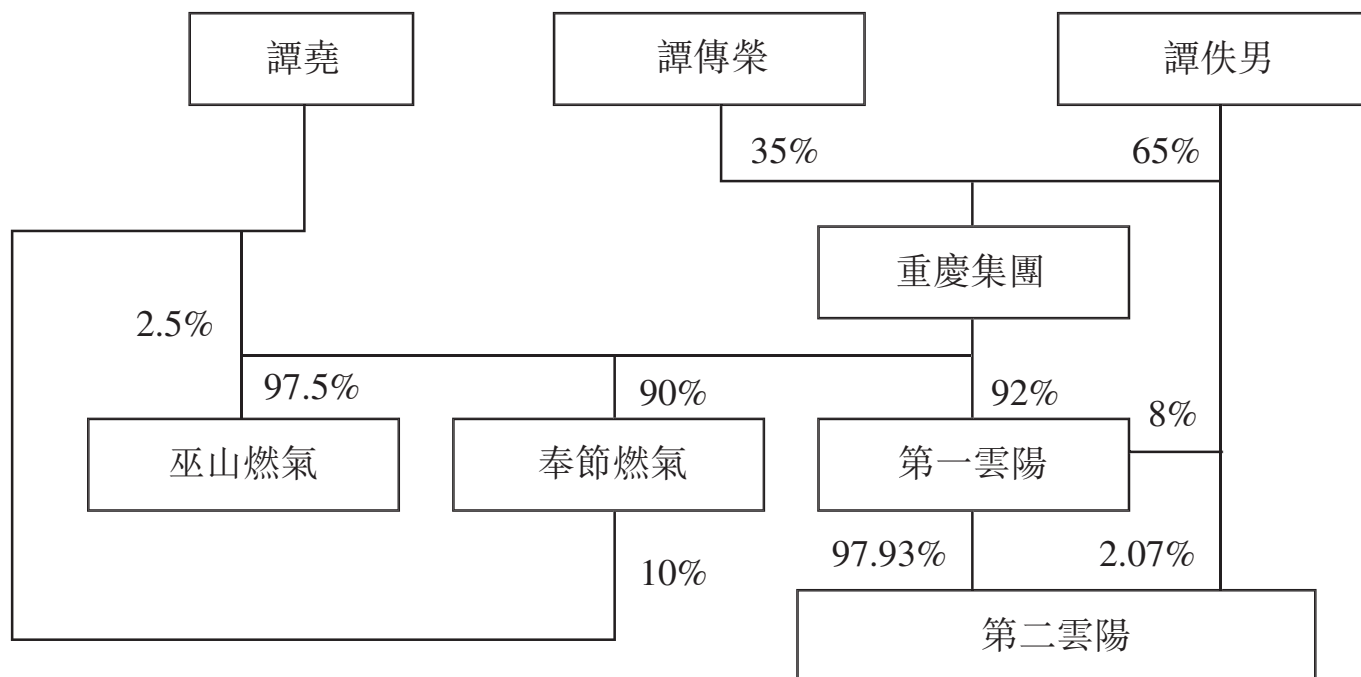 譚堯
譚傳榮
譚佚男
35%
65%
重慶集團
2.5%
97.5%
90%
92%
8%
巫山燃氣
奉節燃氣
第一雲陽
97.93%
2.07%
10%
第二雲陽